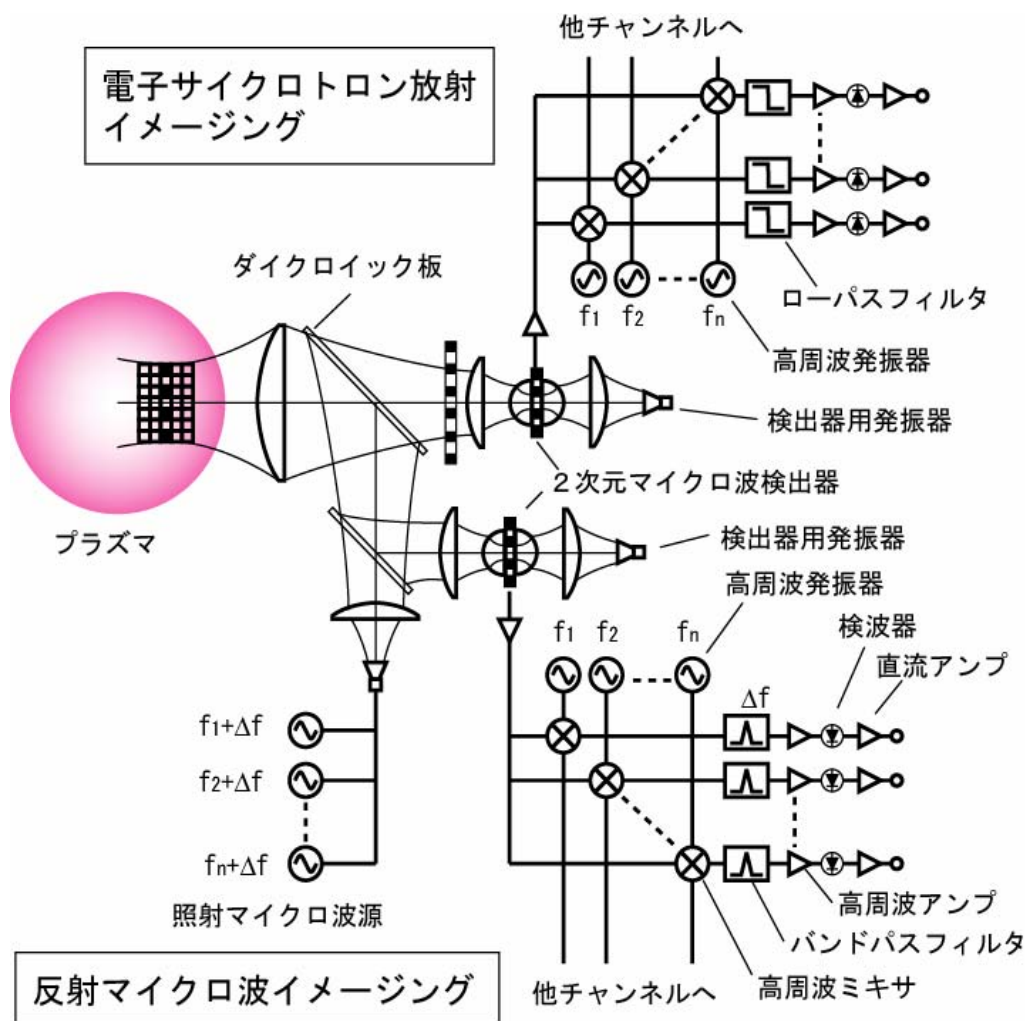 他チャンネルへ
電子サイクロトロン放射
イメージング
ダイクロイック板
f1 f2 fn
ローパスフィルタ
高周波発振器
検出器用発振器
2次元マイクロ波検出器
プラズマ
検出器用発振器
高周波発振器
f1 f2 fn
検波器
直流アンプ
Δf
f1+Δf
f2+Δf
fn+Δf
照射マイクロ波源
高周波アンプ
バンドパスフィルタ
高周波ミキサ
他チャンネルへ
反射マイクロ波イメージング